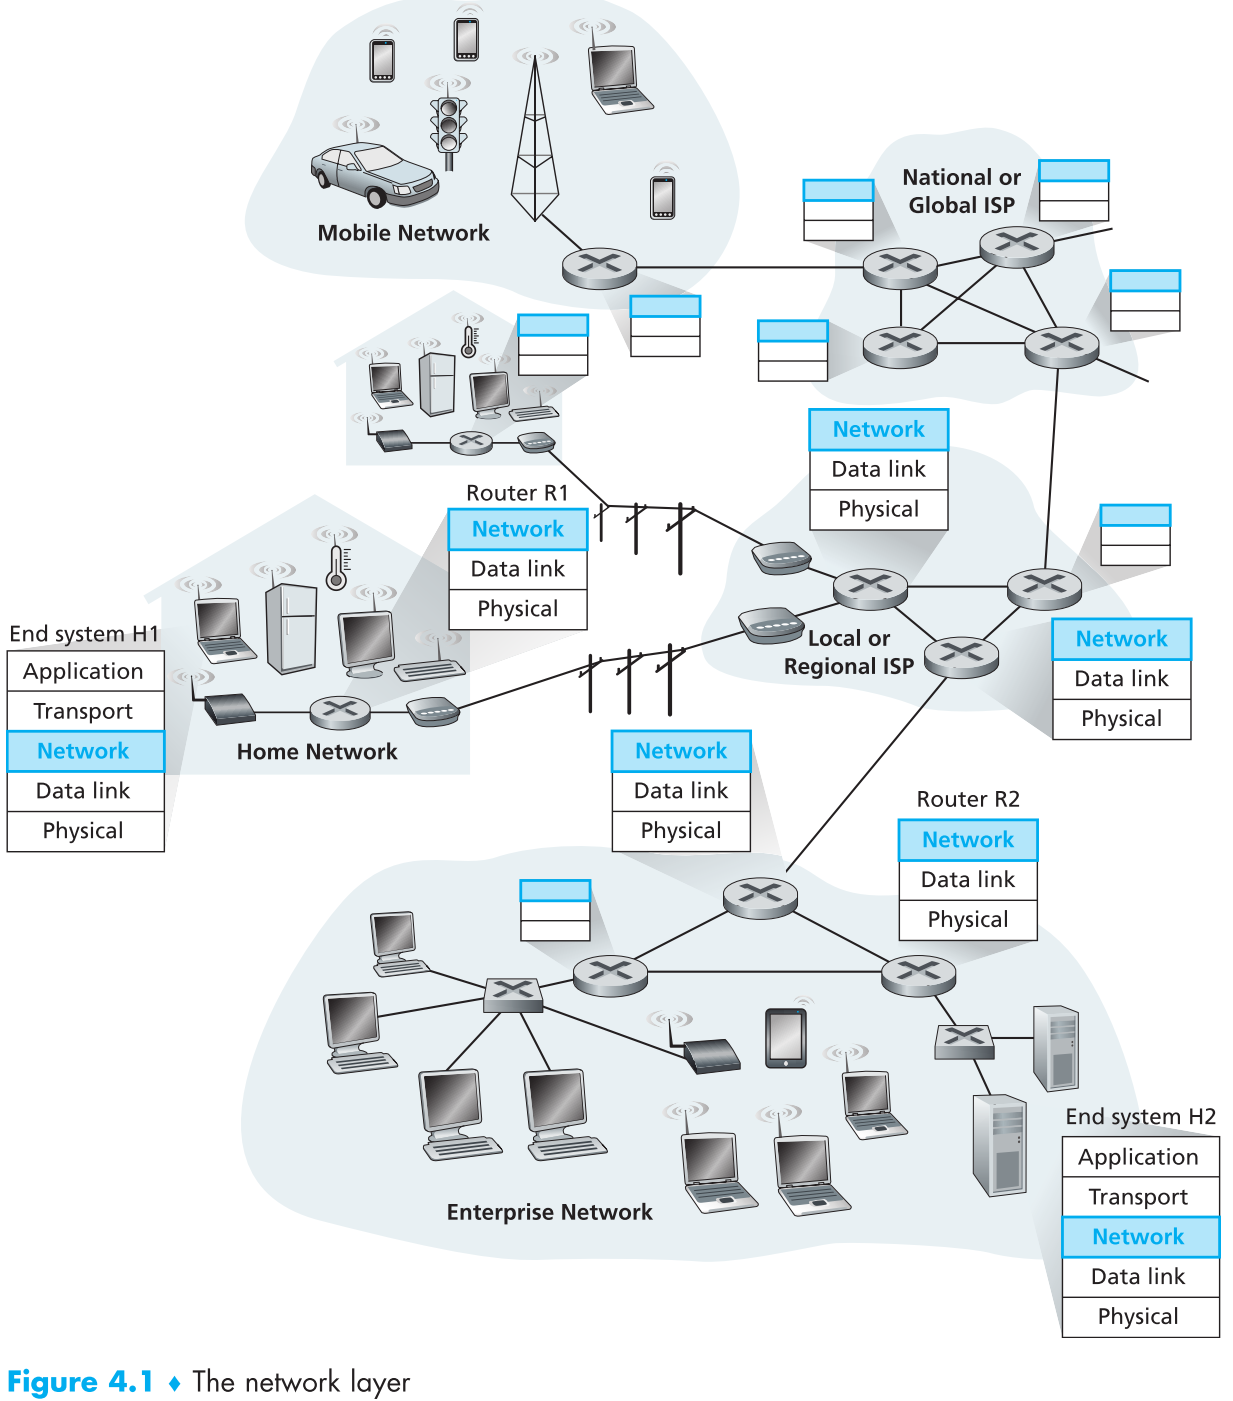 Mobile Network
National or
Global ISP
Network
Data link
Physical
Router R1
Network
Data link
Physical
End system H1
Application
Transport
Network
Data link
Physical
Home Network
Local or
Regional ISP
Network
Data link
Physical
Network
Data link
Physical
Router R2
Network
Data link
Physical
Enterprise Network
End system H2
Application
Transport
Network
Data link
Physical
Figure 4.1 ♦ The network layer